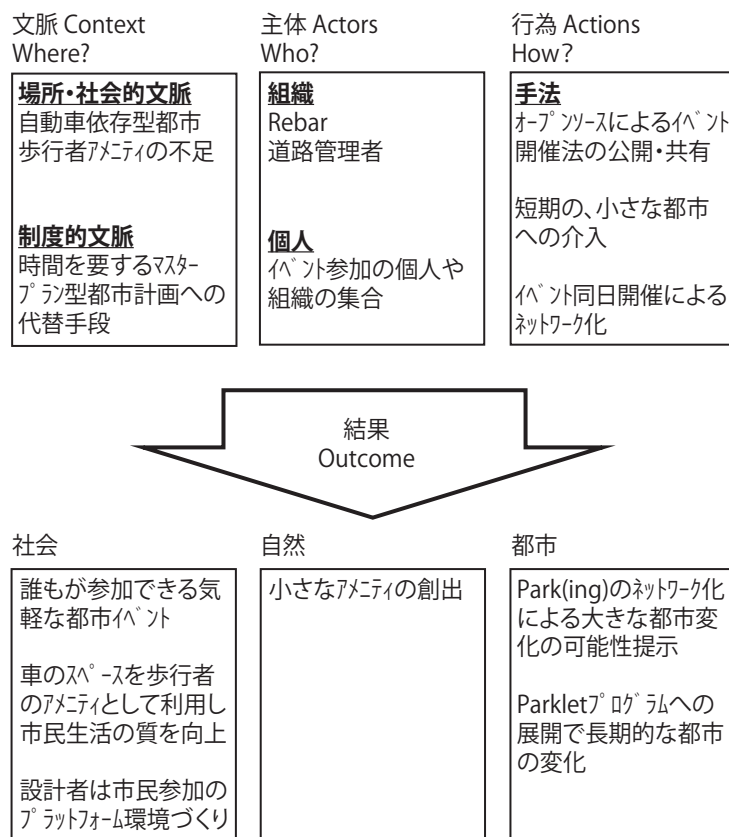 文脈 Context
Where?
場所・社会的文脈
自動車依存型都市
歩行者ｱﾒﾆﾃｨの不足
制度的文脈
時間を要するﾏｽﾀｰ
ﾌﾟﾗﾝ型都市計画への
代替手段
主体 Actors
Who?
組織
Rebar
道路管理者
個人
ｲﾍﾞﾝﾄ参加の個人や
組織の集合
行為 Actions
How?
手法
ｵｰﾌﾟﾝｿｰｽによるｲﾍﾞﾝﾄ
開催法の公開・共有
短期の、小さな都市
への介入
ｲﾍﾞﾝﾄ同日開催による
ﾈｯﾄﾜｰｸ化
結果
Outcome
社会
誰もが参加できる気
軽な都市ｲﾍﾞﾝﾄ
車のｽﾍﾟｰｽを歩行者
のｱﾒﾆﾃｨとして利用し
市民生活の質を向上
設計者は市民参加の
ﾌﾟﾗｯﾄﾌｫｰﾑ環境づくり
自然
小さなｱﾒﾆﾃｨの創出
都市
Park(ing)のﾈｯﾄﾜｰｸ化
による大きな都市変
化の可能性提示
Parkletﾌﾟﾛｸﾞﾗﾑへの
展開で長期的な都市
の変化